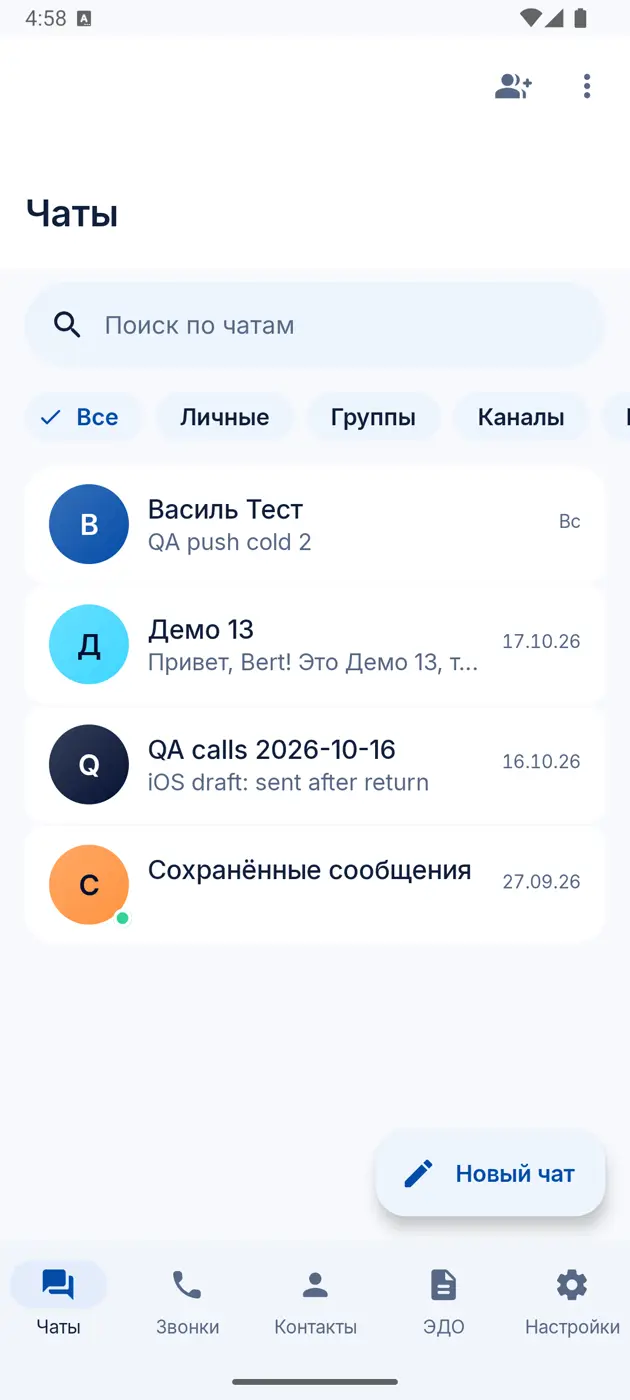 4:58 A
Чаты
Поиск по чатам
Все Личные Группы Каналы
В
Василь Тест
Вс
QA push cold 2
Д
Демо 13
17.10.26
Привет, Bert! Это Демо 13, т...
Q
QA calls 2026-10-16
16.10.26
iOS draft: sent after return
С
Сохранённые сообщения
27.09.26
Новый чат
Чаты Звонки Контакты ЭДО Настройки